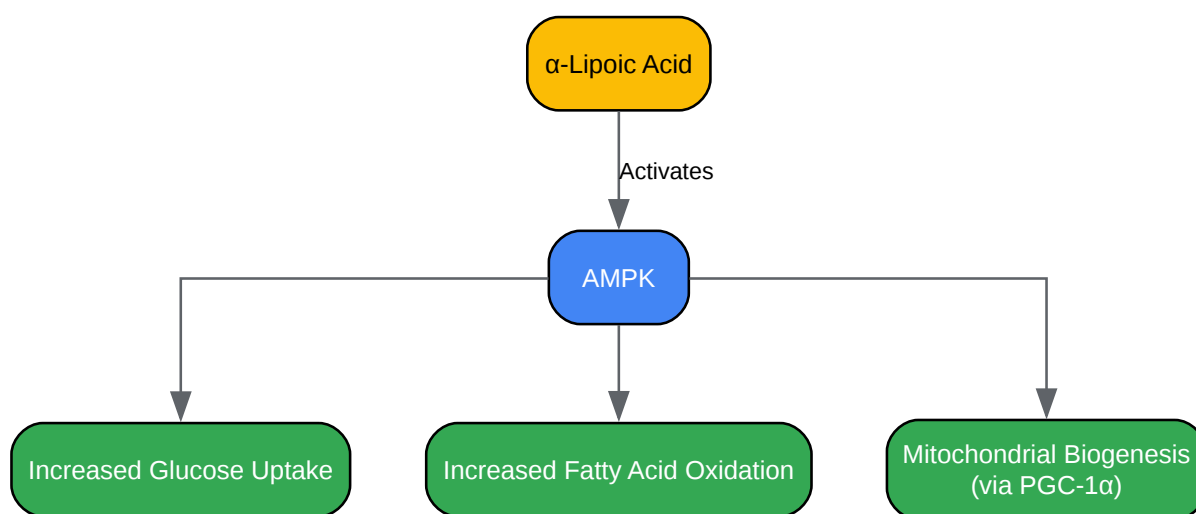 α-Lipoic Acid
Activates
AMPK
Increased Glucose Uptake
Increased Fatty Acid Oxidation
Mitochondrial Biogenesis
(via PGC-1α)